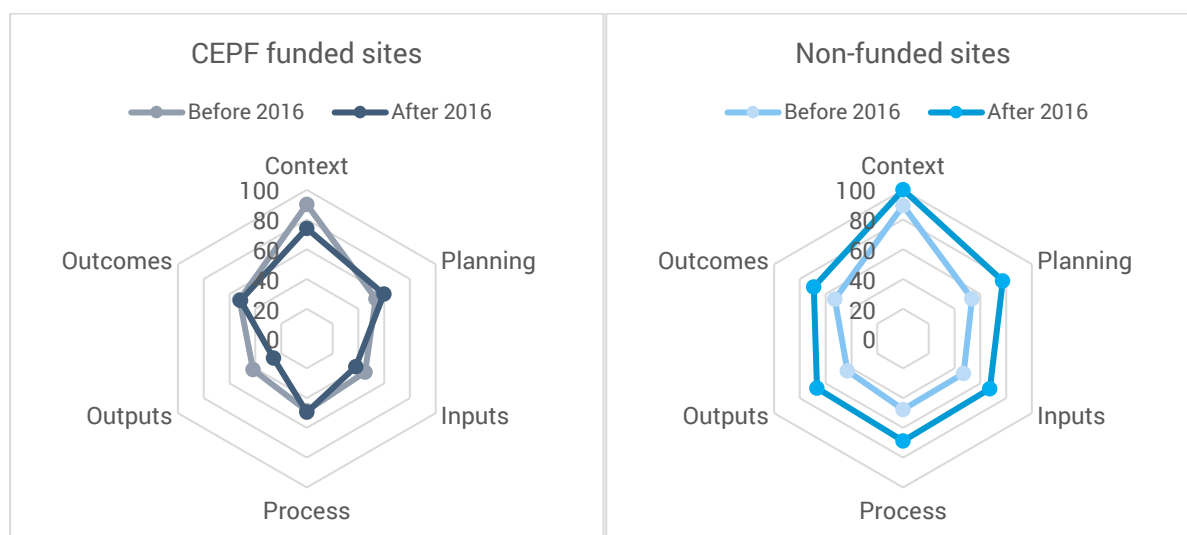 CEPF funded sites
Before 2016 After 2016
Context
100
80
60
40
20
0
Outcomes Planning
Outputs Inputs
Process
Non-funded sites
Before 2016 After 2016
Context
100
80
60
40
20
0
Outcomes Planning
Outputs Inputs
Process